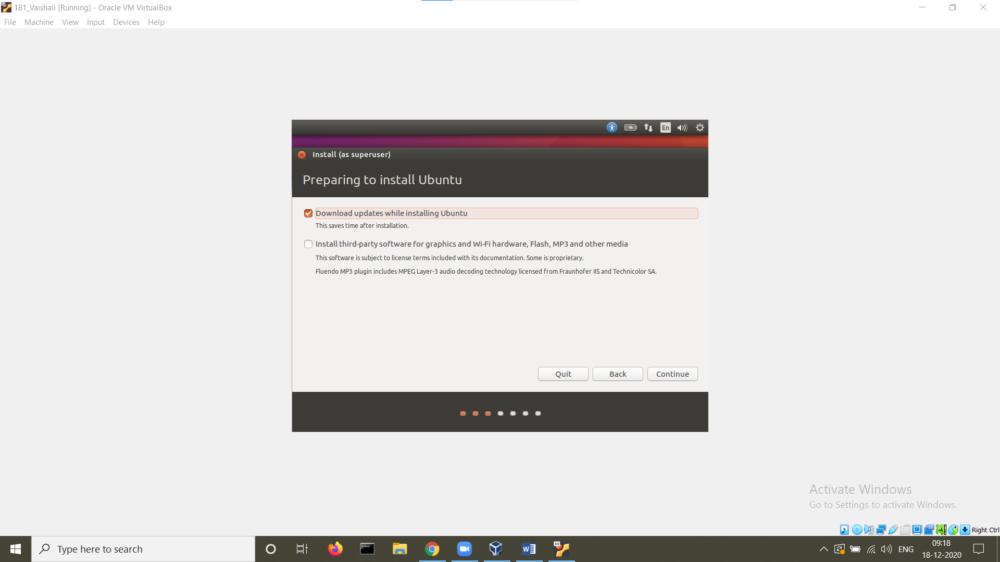 181_Vaishali [Running] - Oracle VM VirtualBox
File Machine View Input Devices Help
En
Install (as superuser)
Preparing to install Ubuntu
Download updates while installing Ubuntu
This saves time after installation.
Install third-party software for graphics and Wi-Fi hardware, Flash, MP3 and other media
This software is subject to license terms included with its documentation. Some is proprietary.
Fluendo MP3 plugin includes MPEG Layer-3 audio decoding technology licensed from Fraunhofer IIS and Technicolor SA.
Quit Back Continue
Activate Windows
Go to Settings to activate Windows.
Right Ctrl
Type here to search
64
ENG
09:18
18-12-2020